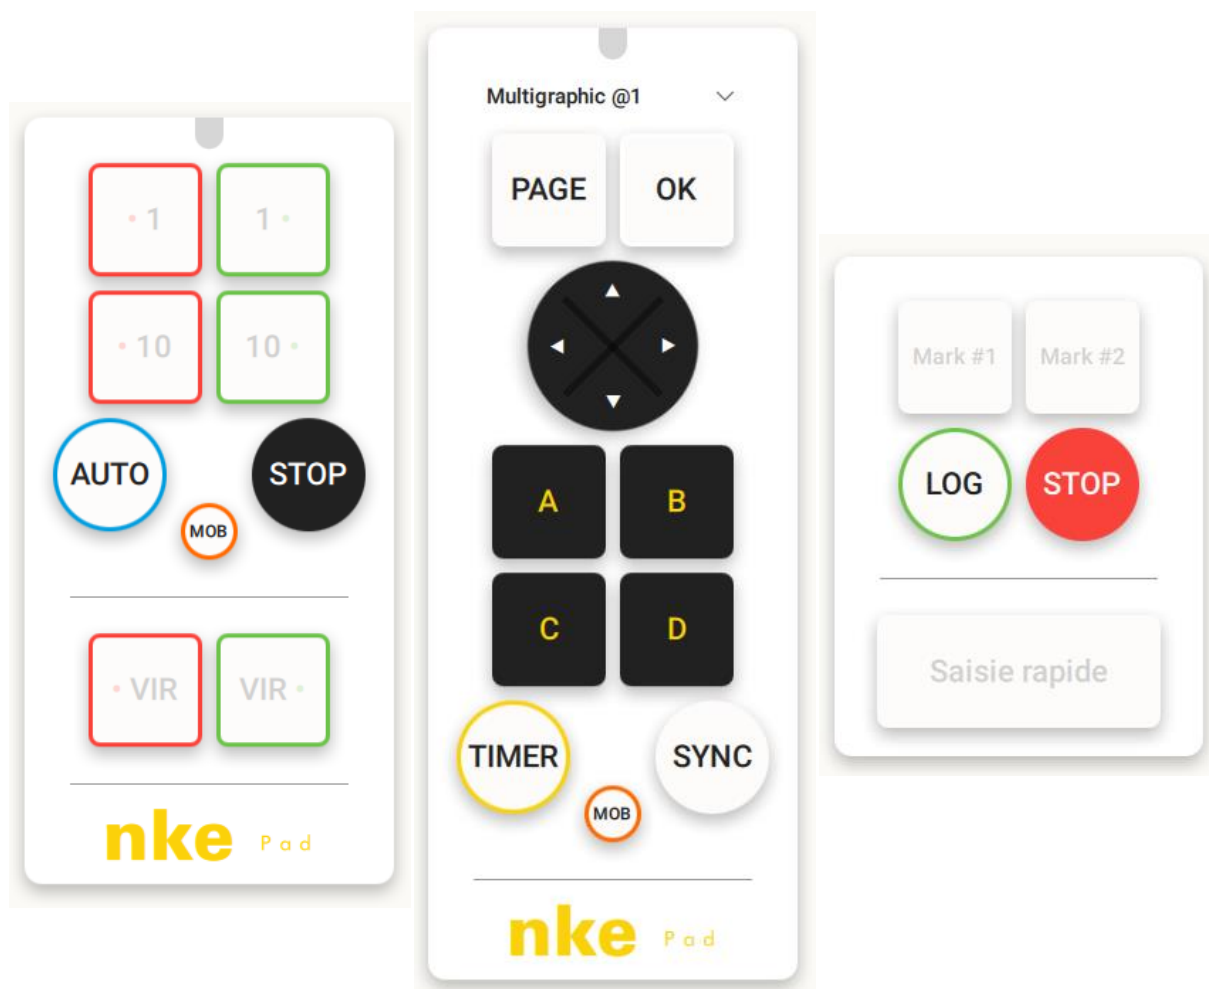 • 1 1 •
• 10 10 •
AUTO STOP
MOB
• VIR VIR •
nke Pad
Multigraphic @1
PAGE OK
A B
C D
TIMER SYNC
MOB
nke Pad
Mark #1 Mark #2
LOG STOP
Saisie rapide